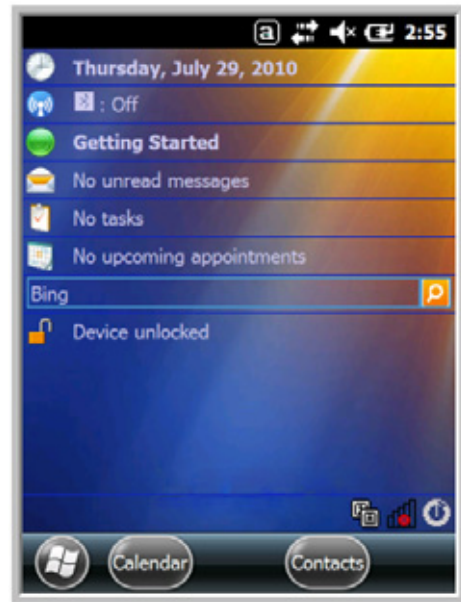 a 2:55
Thursday, July 29, 2010
: Off
Getting Started
No unread messages
No tasks
No upcoming appointments
Bing
Device unlocked
Calendar Contacts